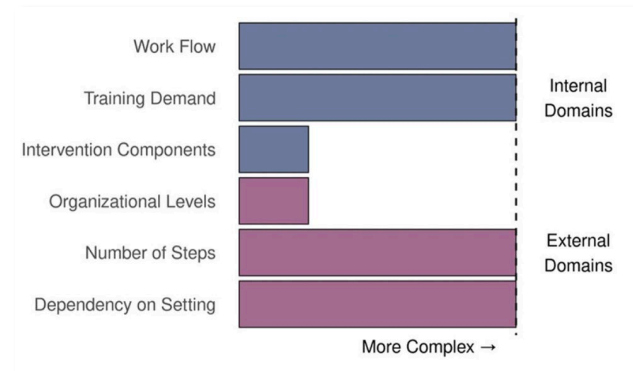 Work Flow
Training Demand
Internal
Domains
Intervention Components
Organizational Levels
Number of Steps
External
Domains
Dependency on Setting
More Complex →